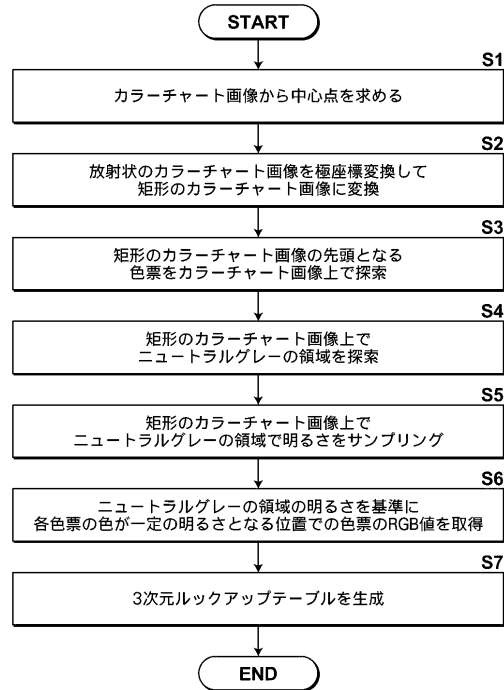 START
S1
カラーチャート画像から中心点を求める
S2
放射状のカラーチャート画像を極座標変換して
矩形のカラーチャート画像に変換
S3
矩形のカラーチャート画像の先頭となる
色票をカラーチャート画像上で探索
S4
矩形のカラーチャート画像上で
ニュートラルグレーの領域を探索
S5
矩形のカラーチャート画像上で
ニュートラルグレーの領域で明るさをサンプリング
S6
ニュートラルグレーの領域の明るさを基準に
各色票の色が一定の明るさとなる位置での色票のRGB値を取得
S7
3次元ルックアップテーブルを生成
END